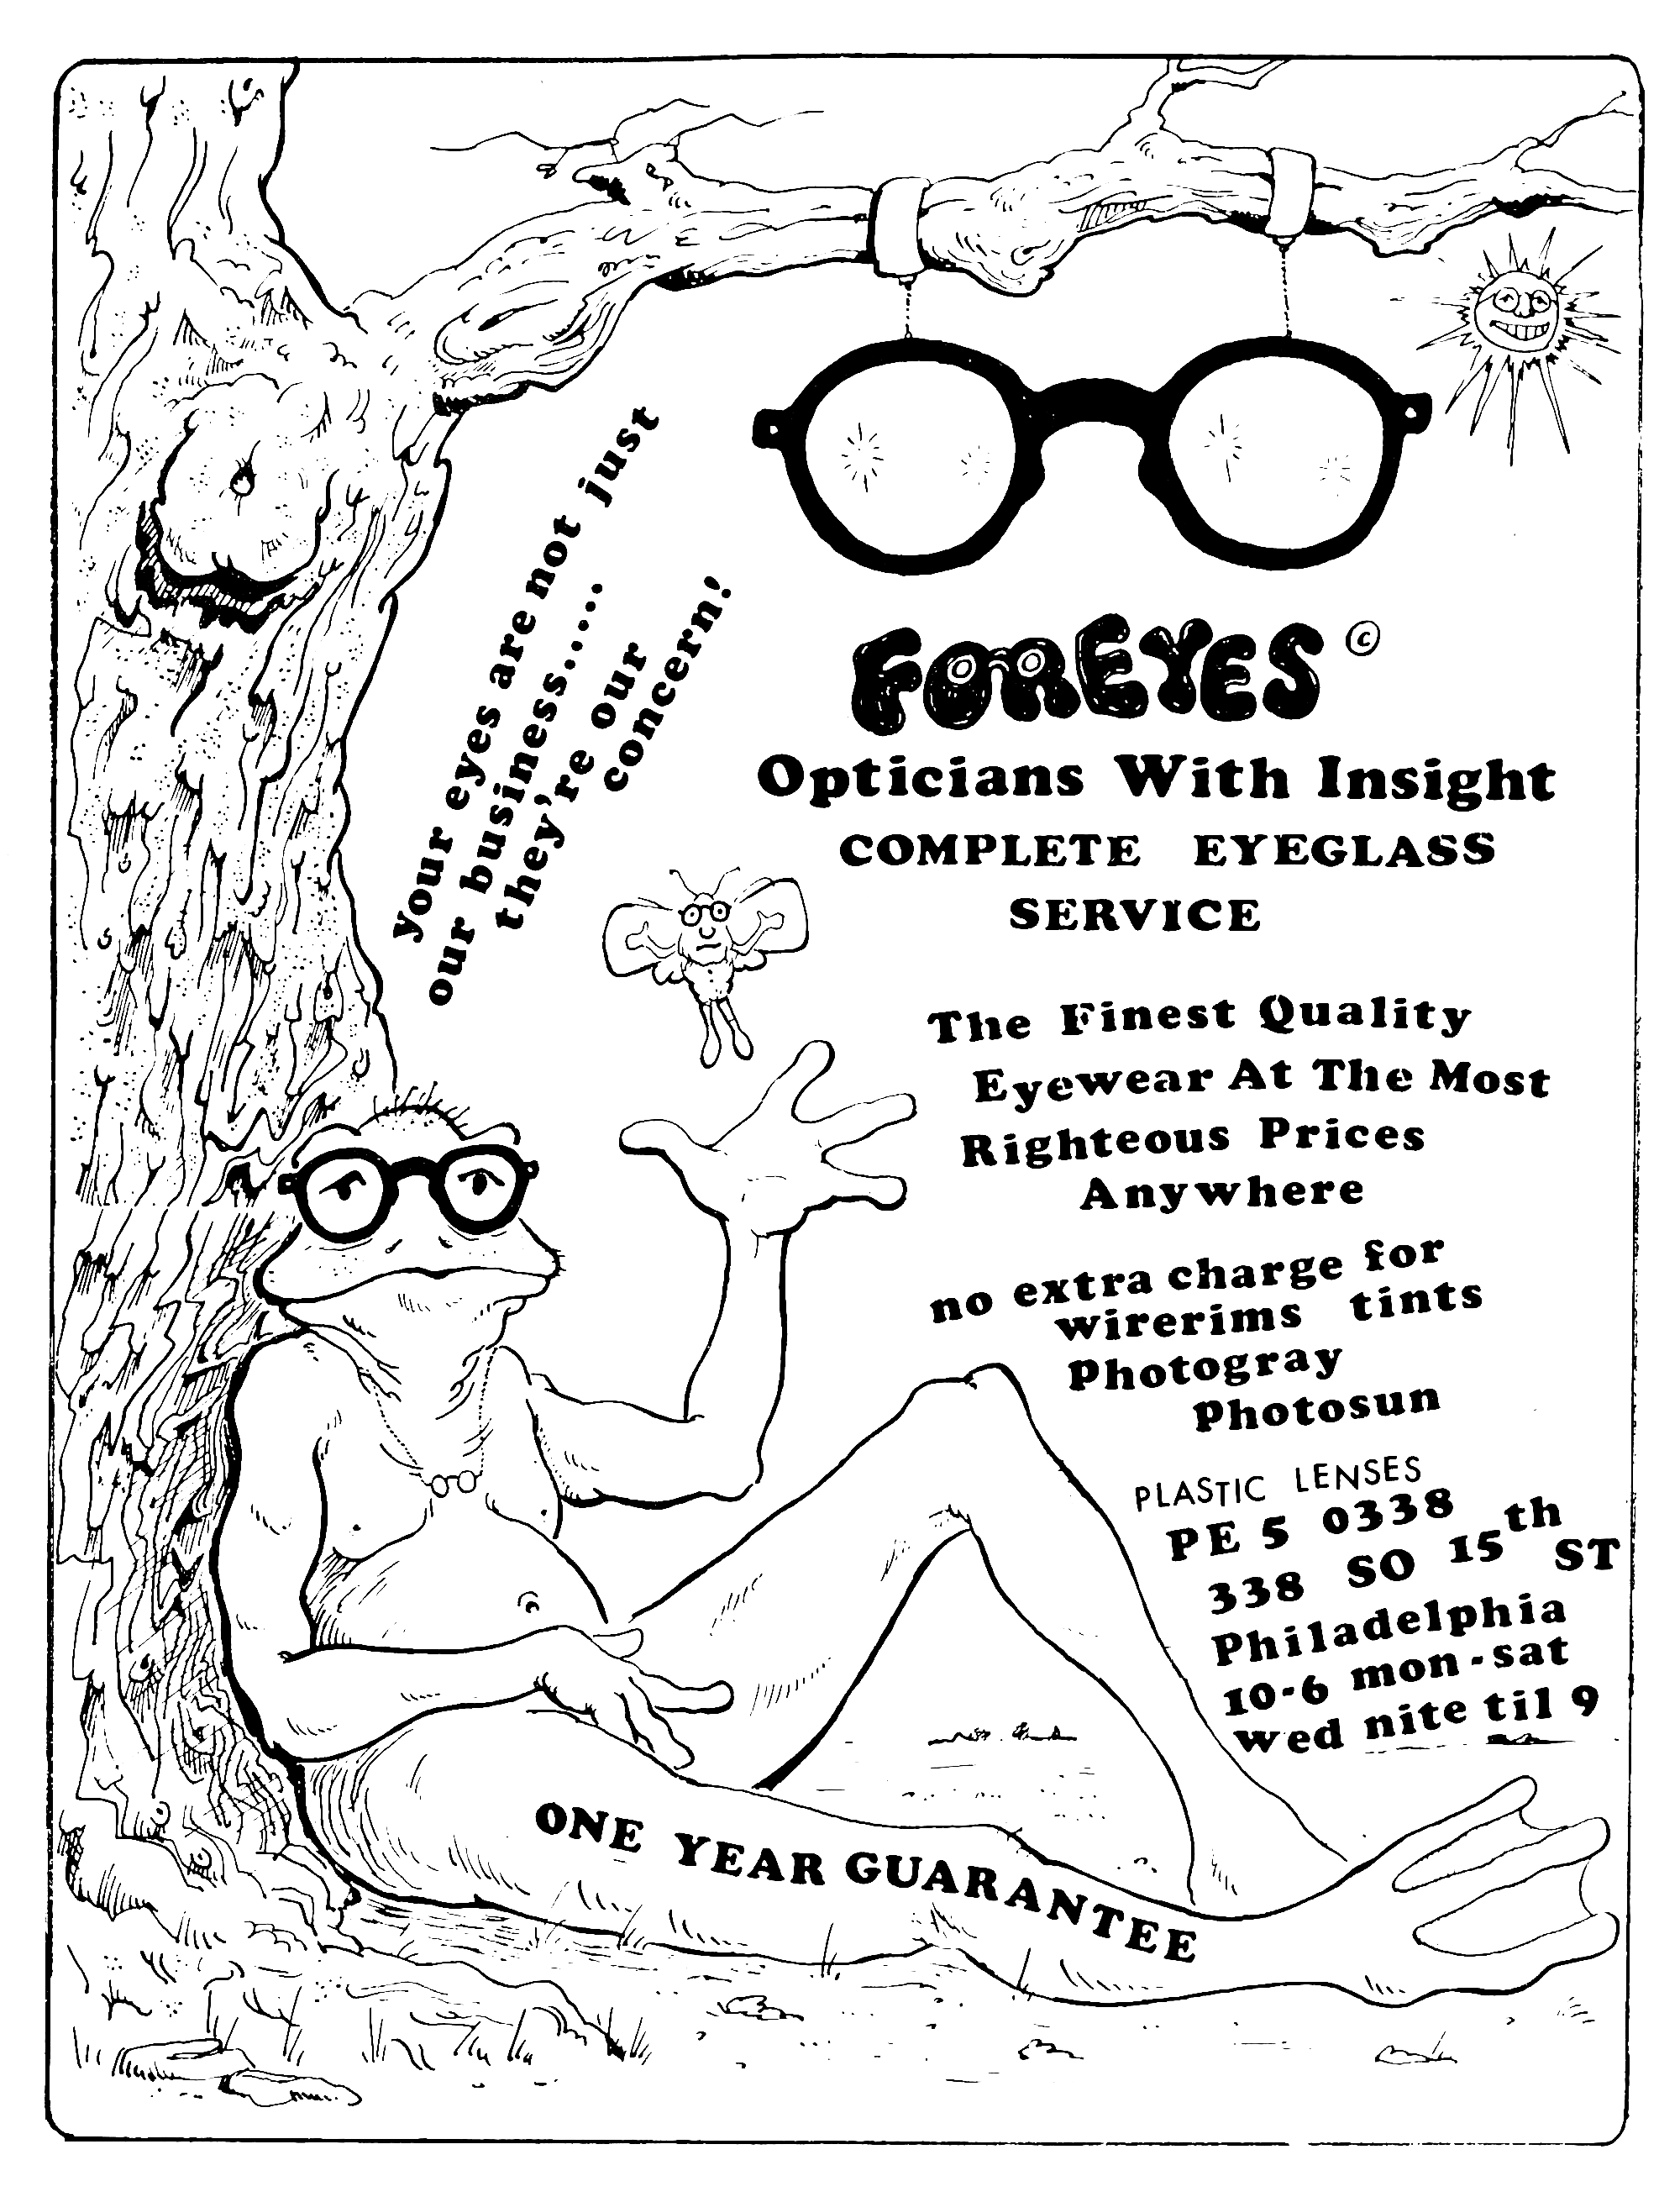 your eyes are not just
our business.....
they're our
concern!
FOREYES ©
Opticians With Insight
COMPLETE EYEGLASS
SERVICE
The Finest Quality
Eyewear At The Most
Righteous Prices
Anywhere
no extra charge for
wirerims tints
Photogray
Photosun
PLASTIC LENSES
PE 5 0338
338 SO 15th ST
Philadelphia
10-6 mon-sat
wed nite til 9
ONE YEAR GUARANTEE